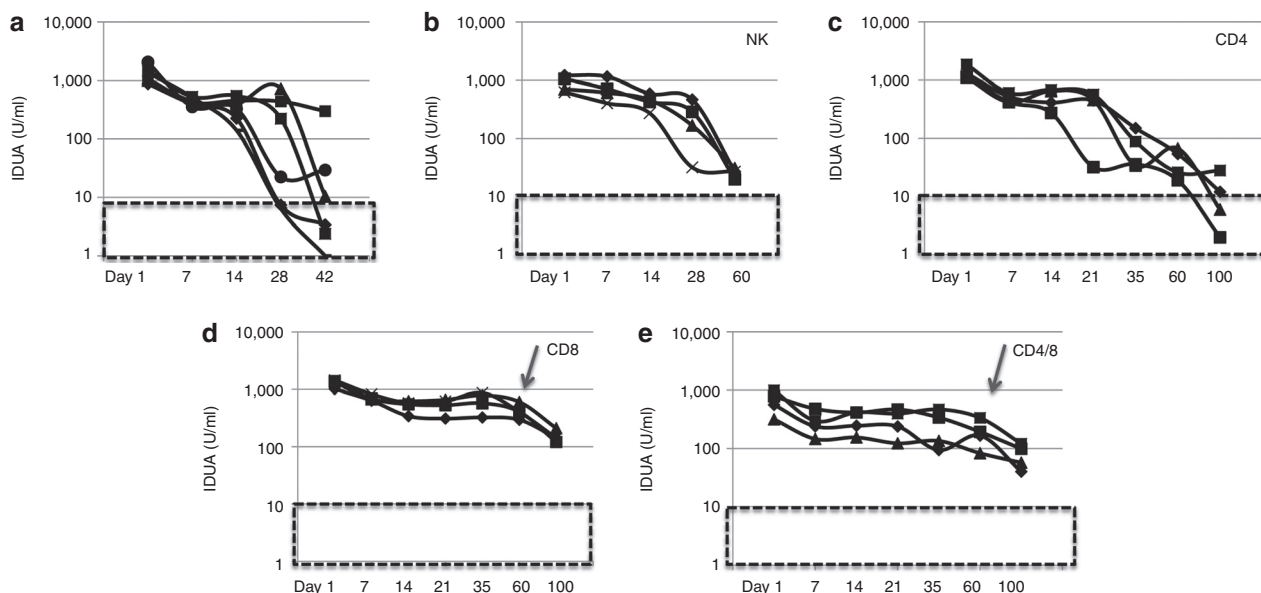 a
10,000
1,000
100
10
1
IDUA (U/ml)
Day 1 7 14 28 42
b
NK
10,000
1,000
100
10
1
IDUA (U/ml)
Day 1 7 14 28 60
c
CD4
10,000
1,000
100
10
1
IDUA (U/ml)
Day 1 7 14 21 35 60 100
d
CD8
10,000
1,000
100
10
1
IDUA (U/ml)
Day 1 7 14 21 35 60 100
e
CD4/8
10,000
1,000
100
10
1
IDUA (U/ml)
Day 1 7 14 21 35 60 100